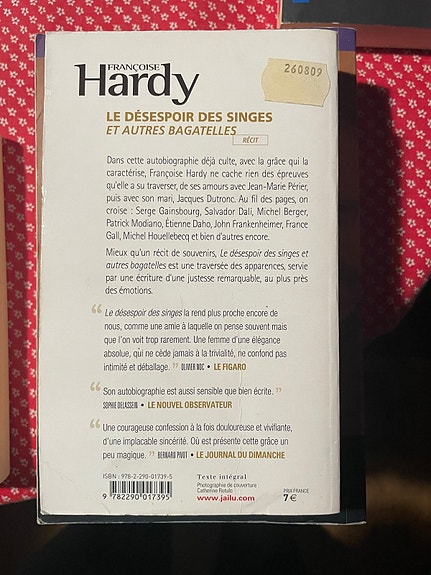 FRANÇOISE
Hardy
260809
LE DÉSESPOIR DES SINGES
ET AUTRES BAGATELLES
RÉCIT
Dans cette autobiographie déjà culte, avec la grâce qui la
caractérise, Françoise Hardy ne cache rien des épreuves
qu'elle a su traverser, de ses amours avec Jean-Marie Périer,
puis avec son mari, Jacques Dutronc. Au fil des pages, on
croise : Serge Gainsbourg, Salvador Dalí, Michel Berger,
Patrick Modiano, Étienne Daho, John Frankenheimer, France
Gall, Michel Houellebecq et bien d'autres encore.
Mieux qu'un récit de souvenirs, Le désespoir des singes et
autres bagatelles est une traversée des apparences, servie
par une écriture d'une justesse remarquable, au plus près
des émotions.
“ Le désespoir des singes la rend plus proche encore de
nous, comme une amie à laquelle on pense souvent mais
que l'on voit trop rarement. Une femme d'une élégance
absolue, qui ne cède jamais à la trivialité, ne confond pas
intimité et déballage. ” OLIVIER NUC • LE FIGARO
“ Son autobiographie est aussi sensible que bien écrite. ”
SOPHIE DELASSEIN • LE NOUVEL OBSERVATEUR
“ Une courageuse confession à la fois douloureuse et vivifiante,
d'une implacable sincérité. Où est présente cette grâce un
peu magique. ” BERNARD PIVOT • LE JOURNAL DU DIMANCHE
ISBN : 978-2-290-01739-5
9 782290 017395
Texte intégral
Photographie de couverture
Catherine Rotulo
www.jailu.com
PRIX FRANCE
7 €